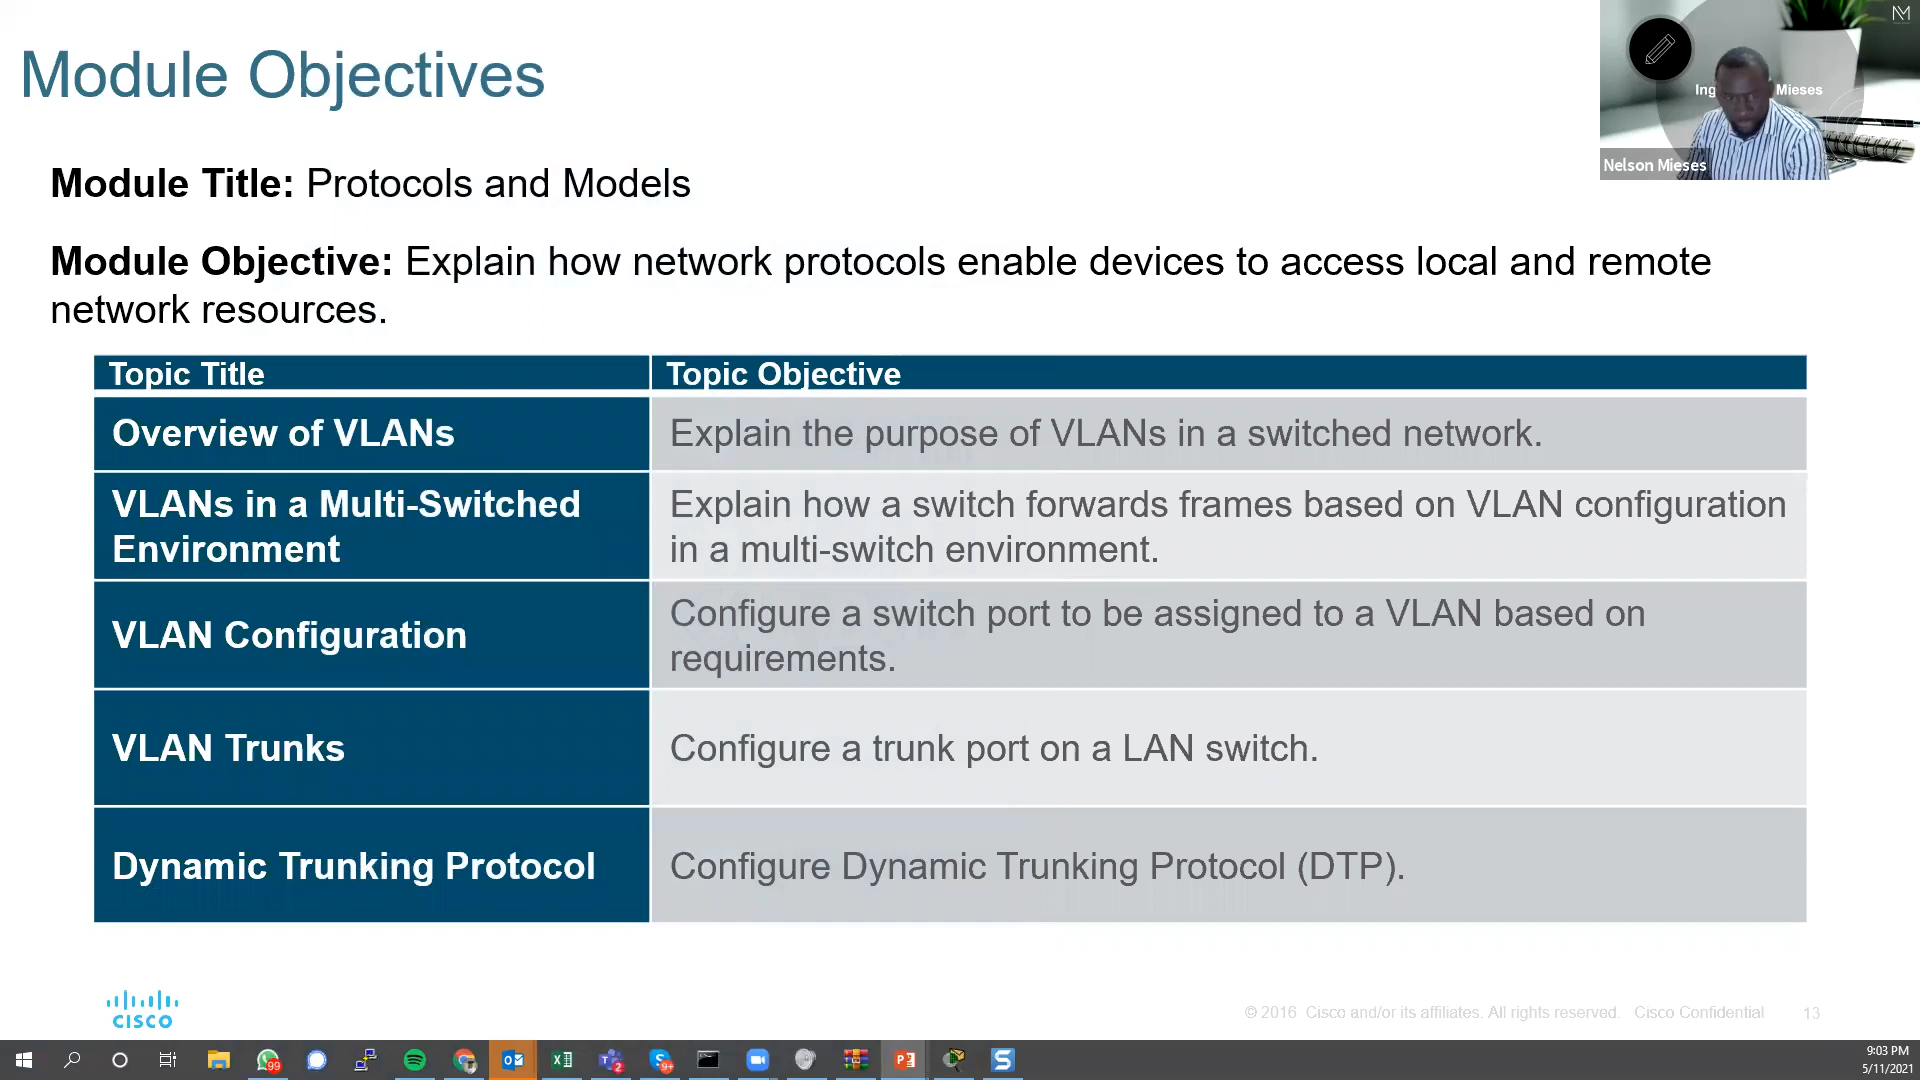 Module Objectives
Ing Mieses
Nelson Mieses
Module Title: Protocols and Models
Module Objective: Explain how network protocols enable devices to access local and remote
network resources.
Topic Title Topic Objective
Overview of VLANs Explain the purpose of VLANs in a switched network.
VLANs in a Multi-Switched
Environment
Explain how a switch forwards frames based on VLAN configuration
in a multi-switch environment.
VLAN Configuration
Configure a switch port to be assigned to a VLAN based on
requirements.
VLAN Trunks Configure a trunk port on a LAN switch.
Dynamic Trunking Protocol Configure Dynamic Trunking Protocol (DTP).
CISCO
© 2016 Cisco and/or its affiliates. All rights reserved. Cisco Confidential 13
99
2
9+
9:03 PM
5/11/2021